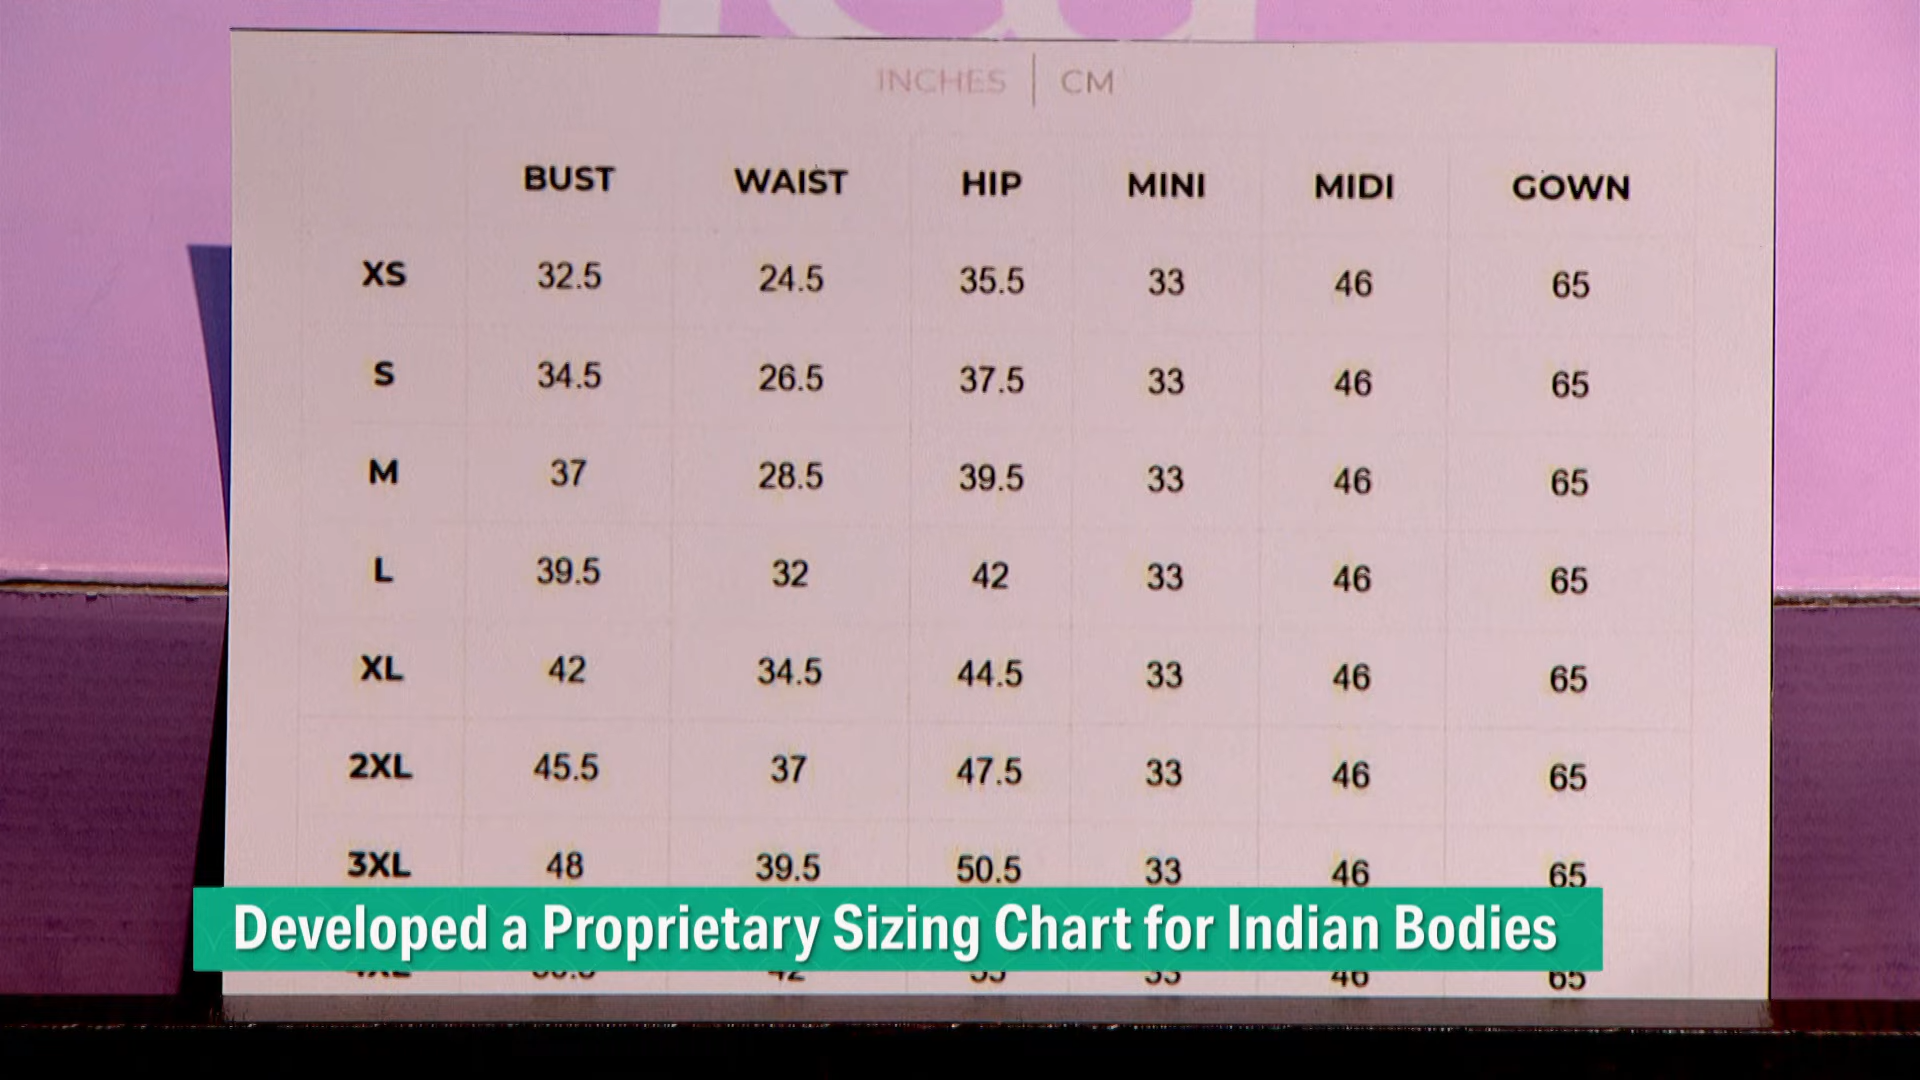 INCHES | CM
BUST WAIST HIP MINI MIDI GOWN
XS 32.5 24.5 35.5 33 46 65
S 34.5 26.5 37.5 33 46 65
M 37 28.5 39.5 33 46 65
L 39.5 32 42 33 46 65
XL 42 34.5 44.5 33 46 65
2XL 45.5 37 47.5 33 46 65
3XL 48 39.5 50.5 33 46 65
Developed a Proprietary Sizing Chart for Indian Bodies